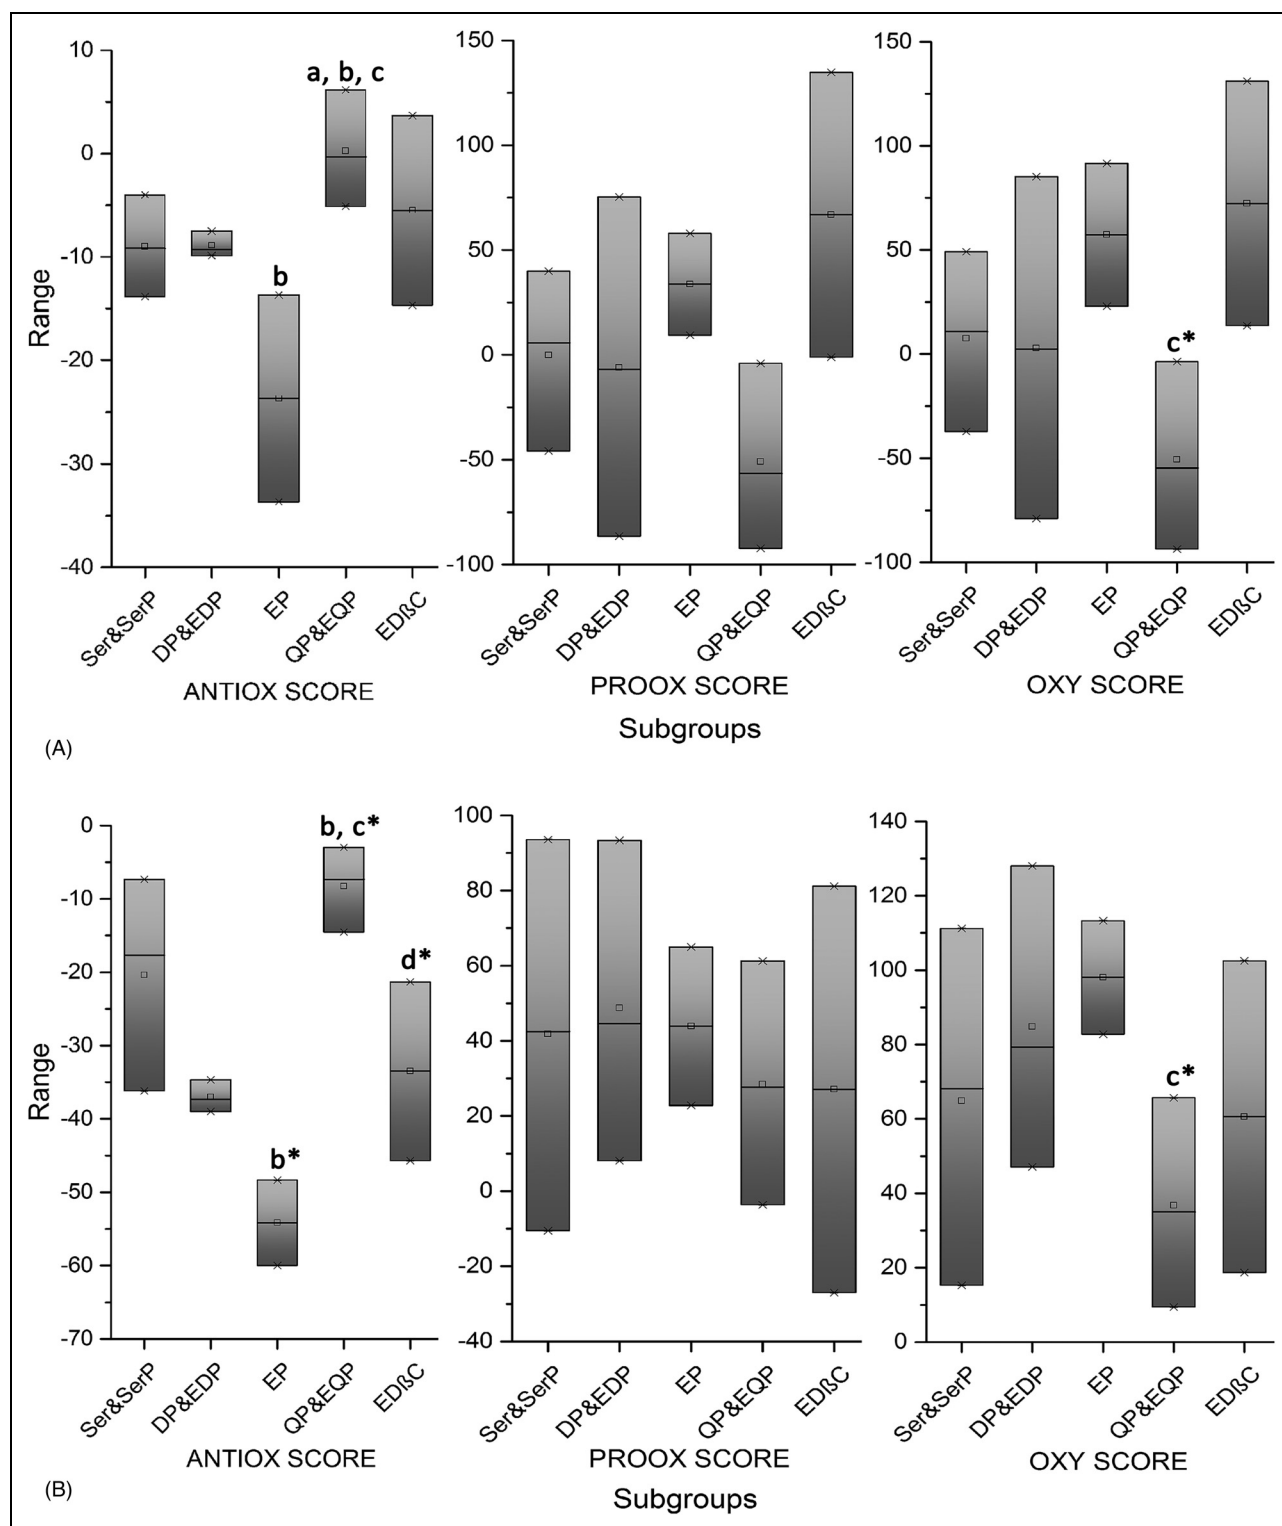 10
0
-10
-20
-30
-40
Range
a, b, c
b
Ser&SerP
DP&EDP
EP
QP&EQP
EDßC
ANTIOX SCORE
150
100
50
0
-50
-100
Ser&SerP
DP&EDP
EP
QP&EQP
EDßC
PROOX SCORE
150
100
50
0
-50
-100
c*
Ser&SerP
DP&EDP
EP
QP&EQP
EDßC
OXY SCORE
Subgroups
(A)
0
-10
-20
-30
-40
-50
-60
-70
Range
b, c*
d*
b*
Ser&SerP
DP&EDP
EP
QP&EQP
EDßC
ANTIOX SCORE
100
80
60
40
20
0
-20
-40
Ser&SerP
DP&EDP
EP
QP&EQP
EDßC
PROOX SCORE
140
120
100
80
60
40
20
0
c*
Ser&SerP
DP&EDP
EP
QP&EQP
EDßC
OXY SCORE
(B)
Subgroups